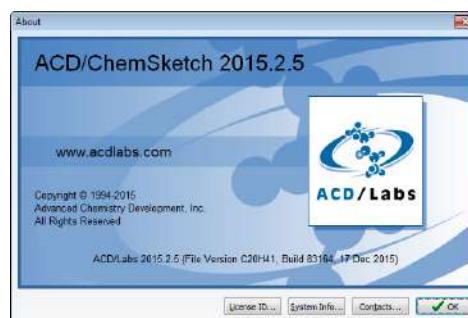 About
ACD/ChemSketch 2015.2.5
www.acdlabs.com
ACD/Labs
Copyright © 1994-2015
Advanced Chemistry Development, Inc.
All Rights Reserved
ACD/Labs 2015.2.5 (File Version C20H41, Build 83164, 17 Dec 2015)
License ID... System Info... Contacts... OK